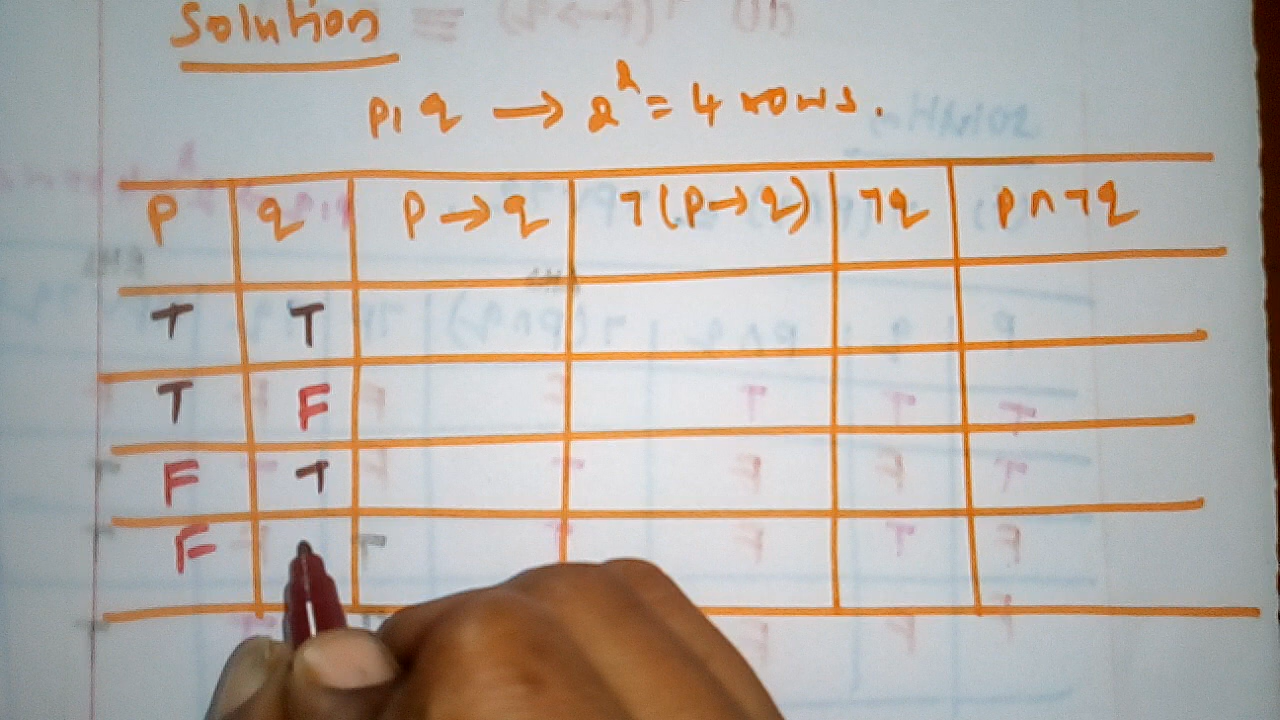 Solution
P, q → 2² = 4 rows.
P q P → q ¬(P → q) ¬q P ∧ ¬q
T T
T F
F T
F